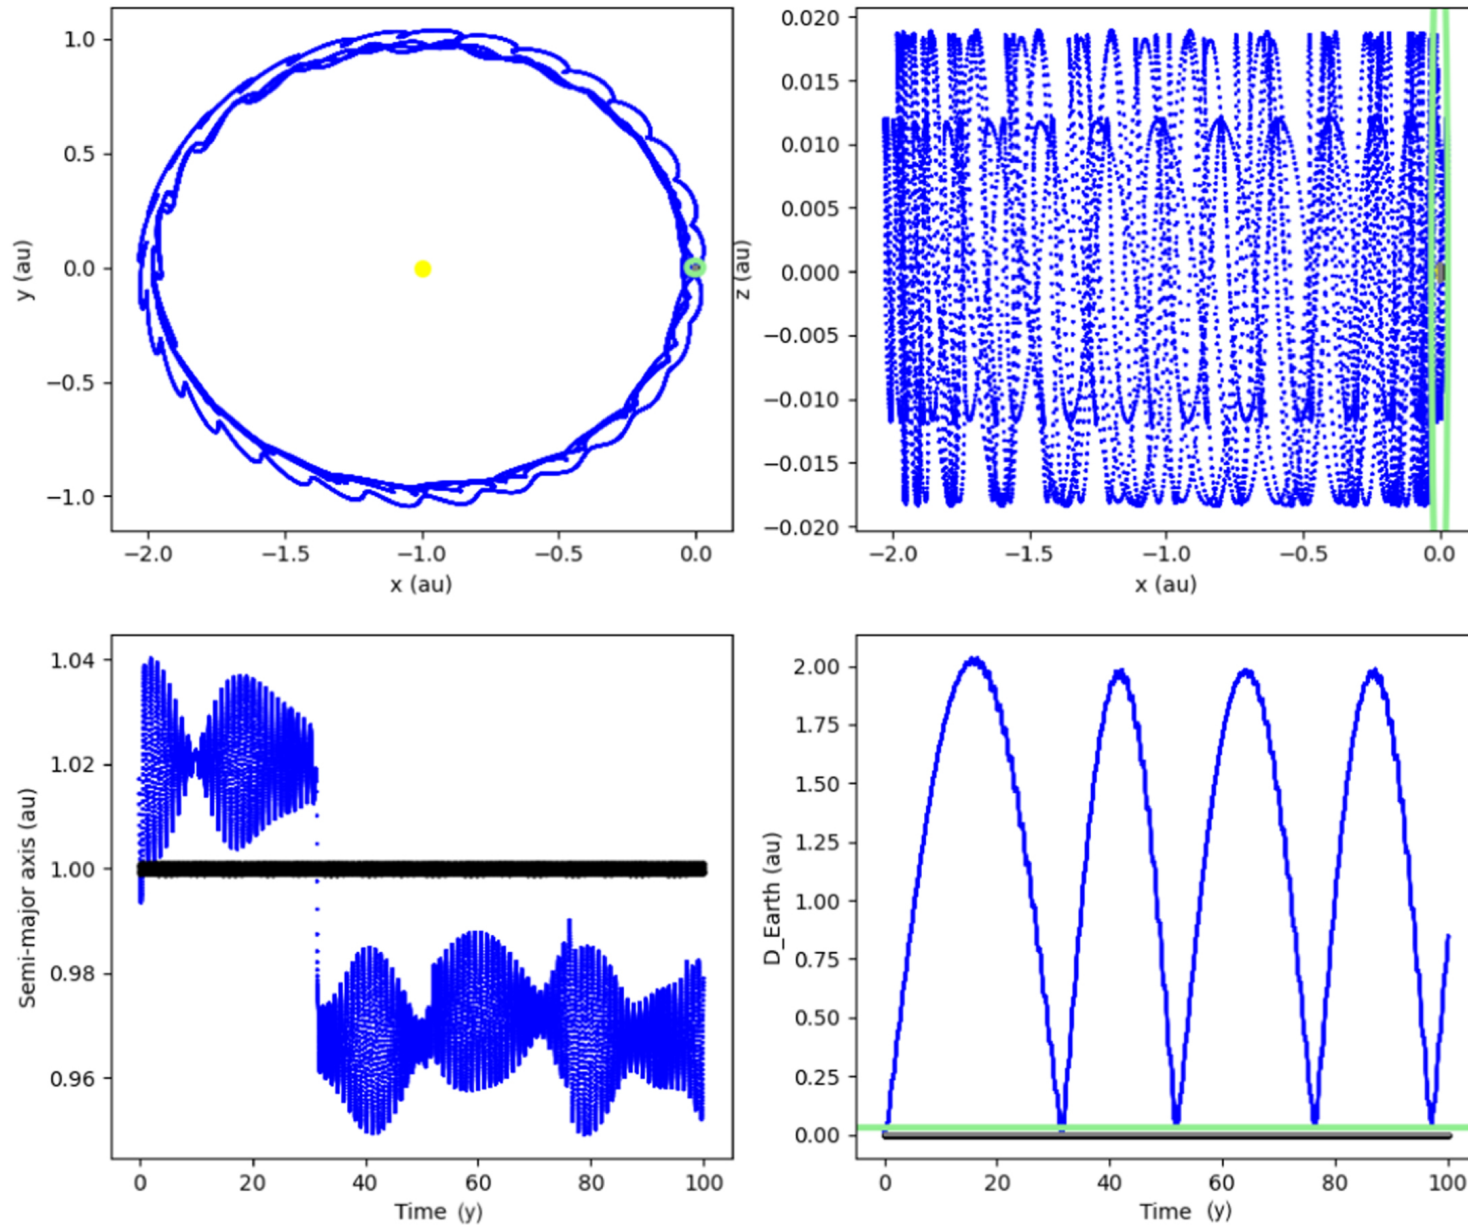 1.0
0.5
0.0
−0.5
−1.0
y (au)
−2.0 −1.5 −1.0 −0.5 0.0
x (au)
0.020
0.015
0.010
0.005
0.000
−0.005
−0.010
−0.015
−0.020
z (au)
−2.0 −1.5 −1.0 −0.5 0.0
x (au)
1.04
1.02
1.00
0.98
0.96
Semi-major axis (au)
0 20 40 60 80 100
Time (y)
2.00
1.75
1.50
1.25
1.00
0.75
0.50
0.25
0.00
D_Earth (au)
0 20 40 60 80 100
Time (y)